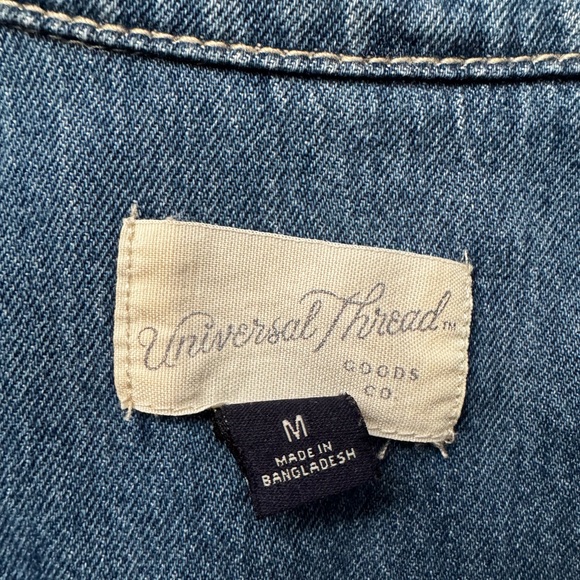 Universal Thread™
GOODS
CO.
M
MADE IN
BANGLADESH